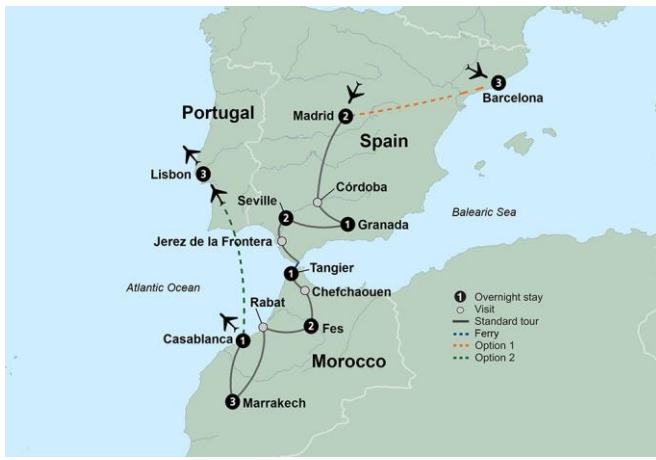 3
Barcelona
Portugal
Madrid
2
Spain
Lisbon
3
Córdoba
Seville
2
1
Granada
Balearic Sea
Jerez de la Frontera
1
Tangier
Atlantic Ocean
Chefchaouen
Rabat
2
Fes
Casablanca
1
Morocco
3
Marrakech
1 Overnight stay
Visit
Standard tour
Ferry
Option 1
Option 2